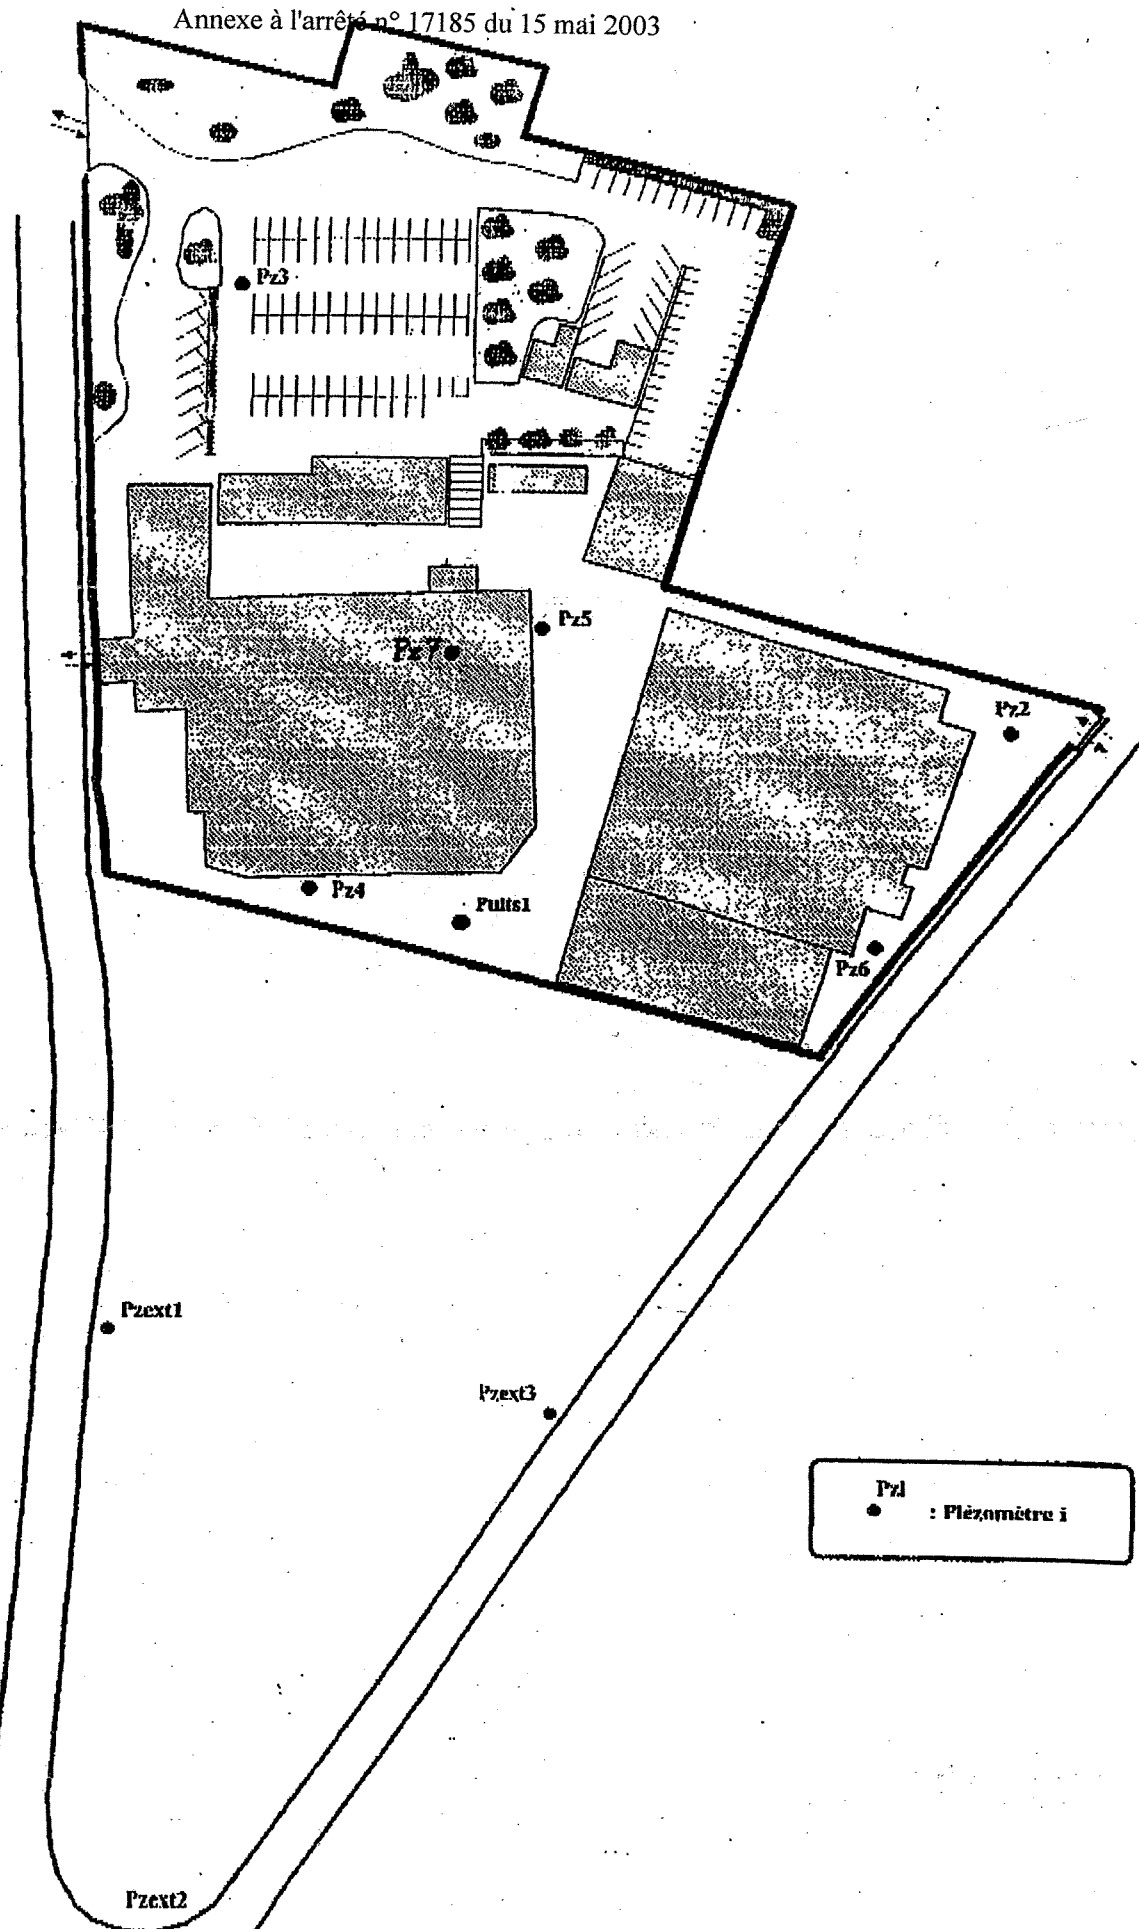 Annexe à l'arrêté n° 17185 du 15 mai 2003
Pz3
Pz5
Pz7
Pz2
Pz4
Puits1
Pz6
Pzext1
Pzext3
Pzi
: Piézomètre i
Pzext2